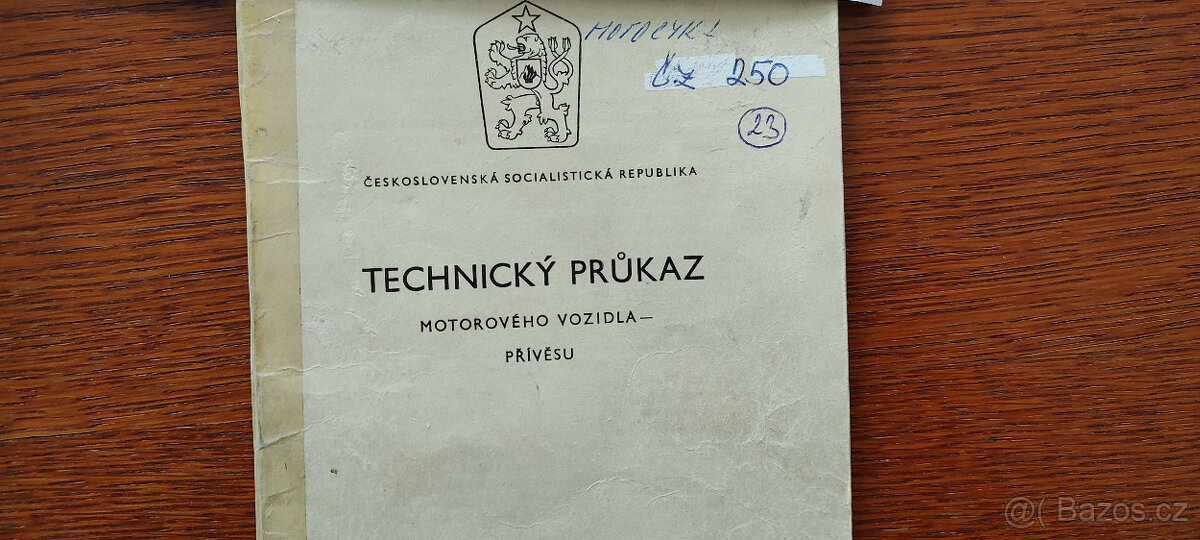 MOTOCYKL
ČZ 250
23
ČESKOSLOVENSKÁ SOCIALISTICKÁ REPUBLIKA
TECHNICKÝ PRŮKAZ
MOTOROVÉHO VOZIDLA—
PŘÍVĚSU
@( Bazos.cz